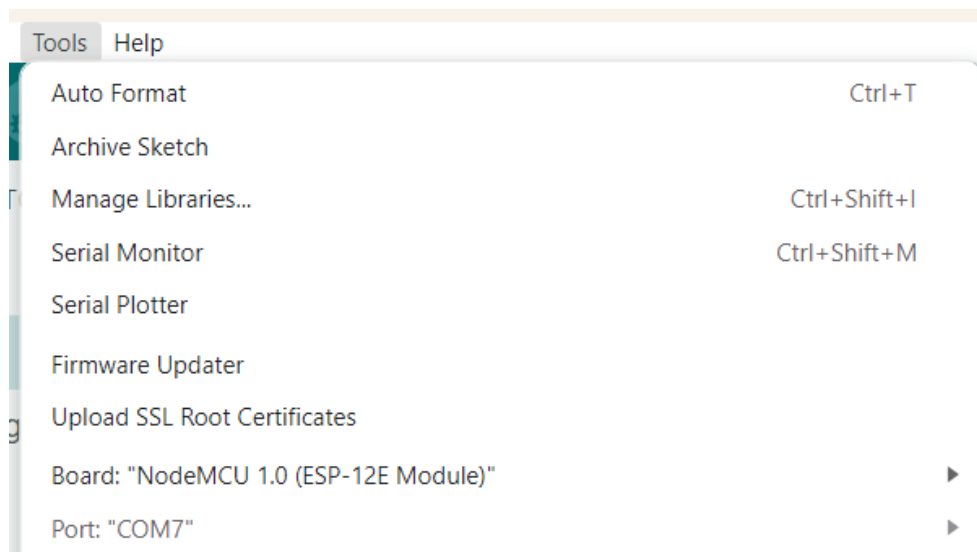 Tools Help
Auto Format Ctrl+T
Archive Sketch
Manage Libraries... Ctrl+Shift+I
Serial Monitor Ctrl+Shift+M
Serial Plotter
Firmware Updater
Upload SSL Root Certificates
Board: "NodeMCU 1.0 (ESP-12E Module)"
Port: "COM7"